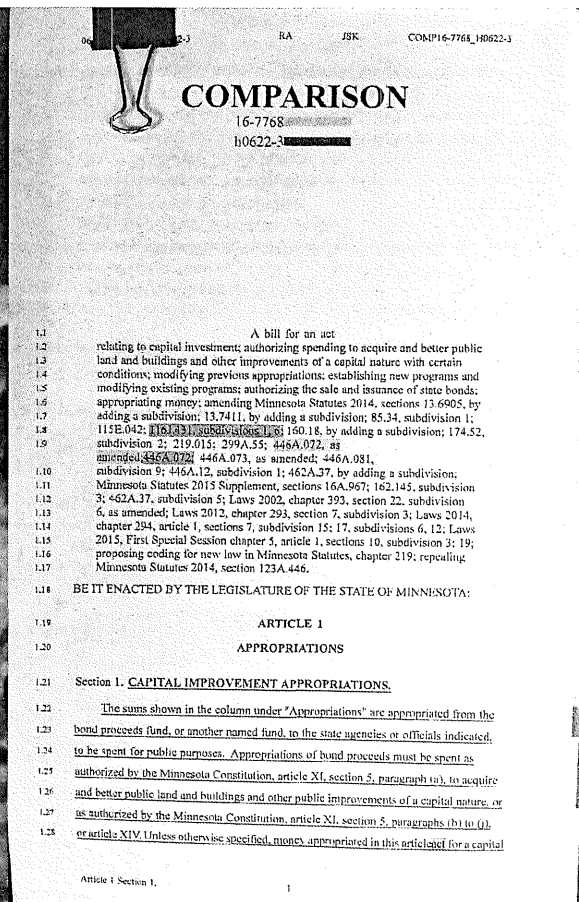 RA JSK COMP16-7768_H0622-3
COMPARISON
16-7768
h0622-3
1.1 A bill for an act
1.2 relating to capital investment; authorizing spending to acquire and better public
1.3 land and buildings and other improvements of a capital nature with certain
1.4 conditions; modifying previous appropriations; establishing new programs and
1.5 modifying existing programs; authorizing the sale and issuance of state bonds;
1.6 appropriating money; amending Minnesota Statutes 2014, sections 13.6905, by
1.7 adding a subdivision; 13.7411, by adding a subdivision; 85.34, subdivision 1;
1.8 115E.042; 116J.431, subdivisions 1, 6; 160.18, by adding a subdivision; 174.52,
1.9 subdivision 2; 219.015; 299A.55; 446A.072, as
amended;446A.072; 446A.073, as amended; 446A.081,
1.10 subdivision 9; 446A.12, subdivision 1; 462A.37, by adding a subdivision;
1.11 Minnesota Statutes 2015 Supplement, sections 16A.967; 162.145, subdivision
1.12 3; 462A.37, subdivision 5; Laws 2002, chapter 393, section 22, subdivision
1.13 6, as amended; Laws 2012, chapter 293, section 7, subdivision 3; Laws 2014,
1.14 chapter 294, article 1, sections 7, subdivision 15; 17, subdivisions 6, 12; Laws
1.15 2015, First Special Session chapter 5, article 1, sections 10, subdivision 3; 19;
1.16 proposing coding for new law in Minnesota Statutes, chapter 219; repealing
1.17 Minnesota Statutes 2014, section 123A.446.
1.18 BE IT ENACTED BY THE LEGISLATURE OF THE STATE OF MINNESOTA:
1.19 ARTICLE 1
1.20 APPROPRIATIONS
1.21 Section 1. CAPITAL IMPROVEMENT APPROPRIATIONS.
1.22 The sums shown in the column under "Appropriations" are appropriated from the
1.23 bond proceeds fund, or another named fund, to the state agencies or officials indicated,
1.24 to be spent for public purposes. Appropriations of bond proceeds must be spent as
1.25 authorized by the Minnesota Constitution, article XI, section 5, paragraph (a), to acquire
1.26 and better public land and buildings and other public improvements of a capital nature, or
1.27 as authorized by the Minnesota Constitution, article XI, section 5, paragraphs (b) to (j),
1.28 or article XIV. Unless otherwise specified, money appropriated in this articleact for a capital
Article 1 Section 1.
1